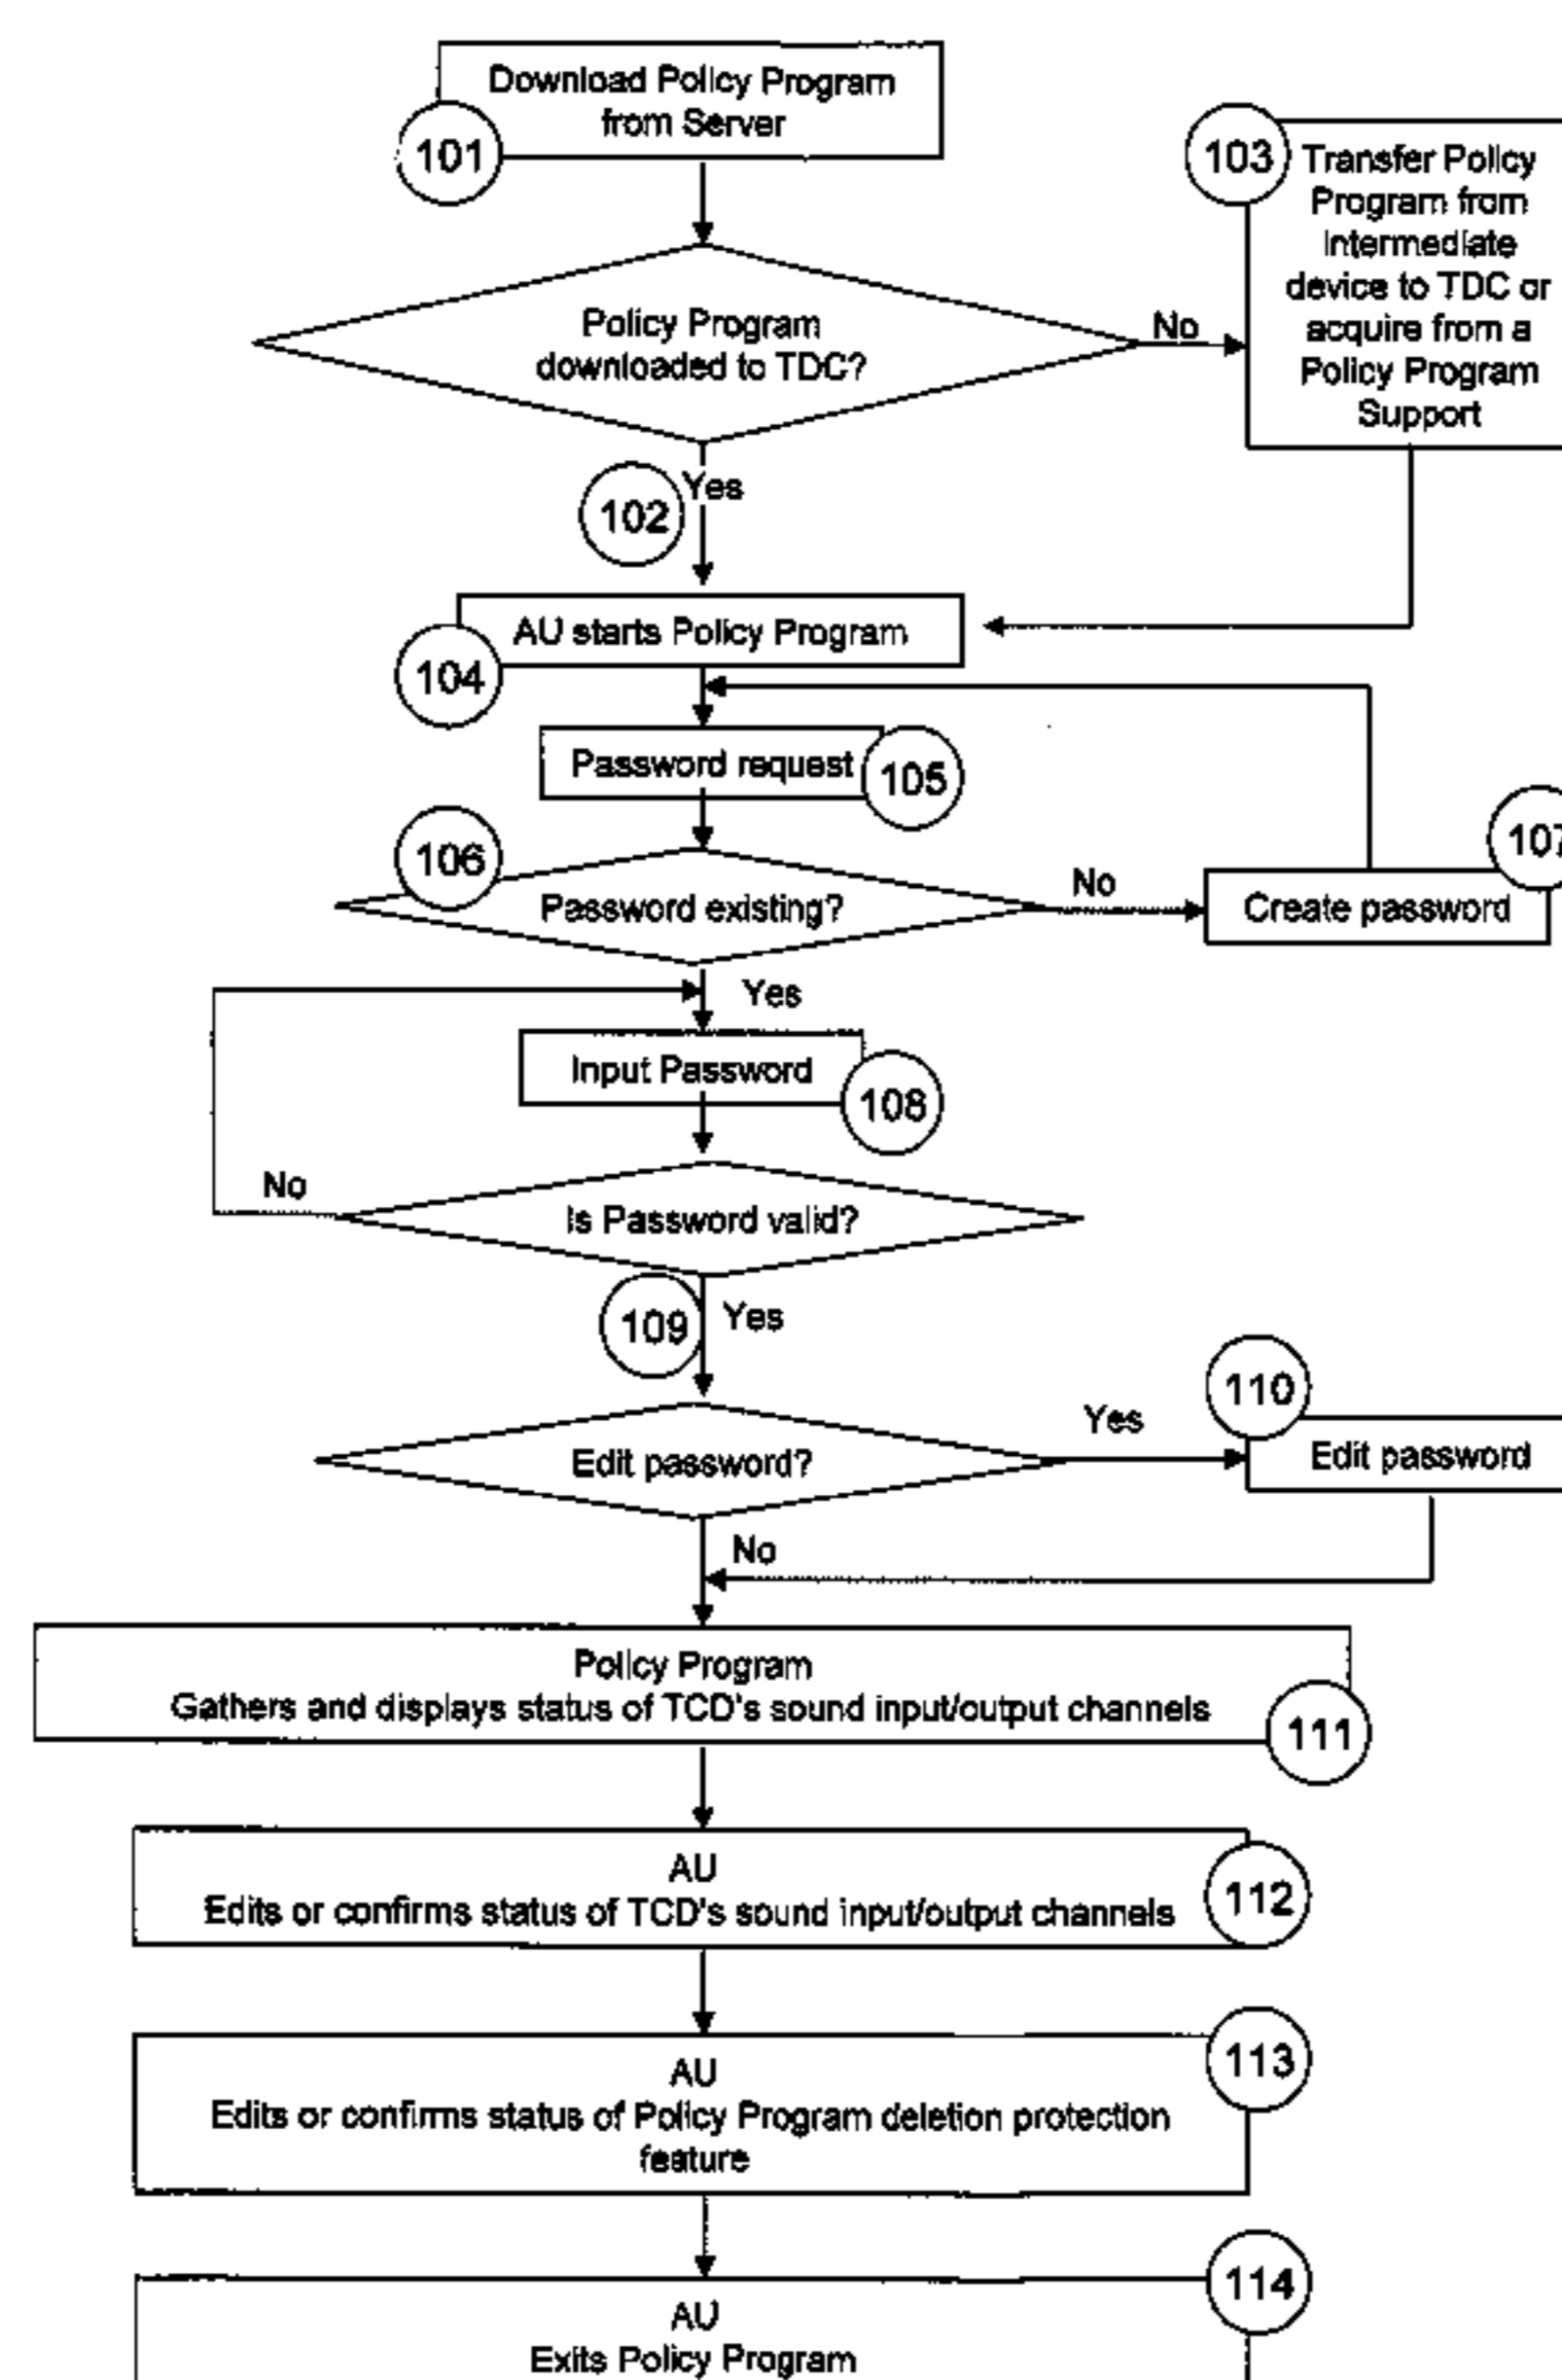 Download Policy Program
from Server
101
103
Transfer Policy
Program from
intermediate
device to TDC or
acquire from a
Policy Program
Support
Policy Program
downloaded to TDC?
No
Yes
102
AU starts Policy Program
104
Password request
105
106
Password existing?
No
107
Create password
Yes
Input Password
108
No
Is Password valid?
109
Yes
110
Edit password?
Yes
Edit password
No
Policy Program
Gathers and displays status of TCD's sound input/output channels
111
AU
Edits or confirms status of TCD's sound input/output channels
112
113
AU
Edits or confirms status of Policy Program deletion protection
feature
114
AU
Exits Policy Program